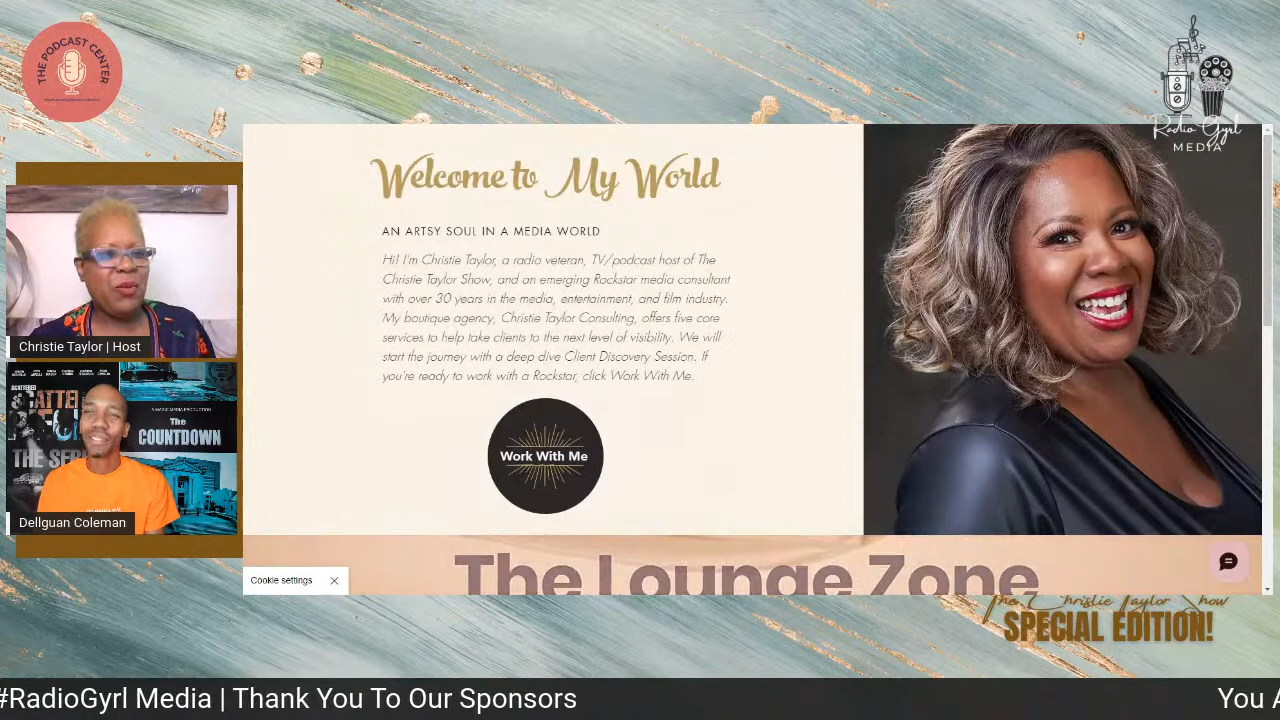 THE PODCAST CENTER
Radio Gyrl
MEDIA
Welcome to My World
AN ARTSY SOUL IN A MEDIA WORLD
Hi! I'm Christie Taylor, a radio veteran, TV/podcast host of The
Christie Taylor Show, and an emerging Rockstar media consultant
with over 30 years in the media, entertainment, and film industry.
My boutique agency, Christie Taylor Consulting, offers five core
services to help take clients to the next level of visibility. We will
start the journey with a deep dive Client Discovery Session. If
you're ready to work with a Rockstar, click Work With Me.
Work With Me
Christie Taylor | Host
SCATTERED
THE
A MAGIC MEDIA PRODUCTION
The
COUNTDOWN
Dellguan Coleman
The Lounge Zone
Cookie settings
The Christie Taylor Show
SPECIAL EDITION!
#RadioGyrl Media | Thank You To Our Sponsors
You A